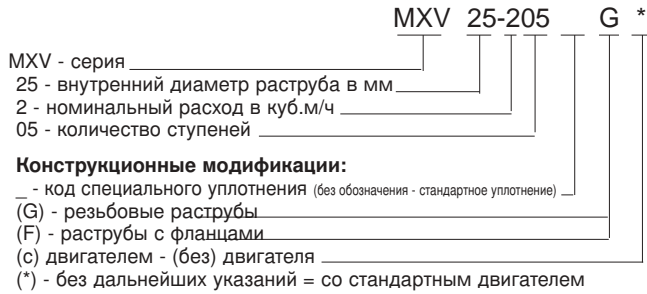 MXV 25-205 G *
MXV - серия
25 - внутренний диаметр раструба в мм
2 - номинальный расход в куб.м/ч
05 - количество ступеней
Конструкционные модификации:
_ - код специального уплотнения (без обозначения - стандартное уплотнение)
(G) - резьбовые раструбы
(F) - раструбы с фланцами
(с) двигателем - (без) двигателя
(*) - без дальнейших указаний = со стандартным двигателем